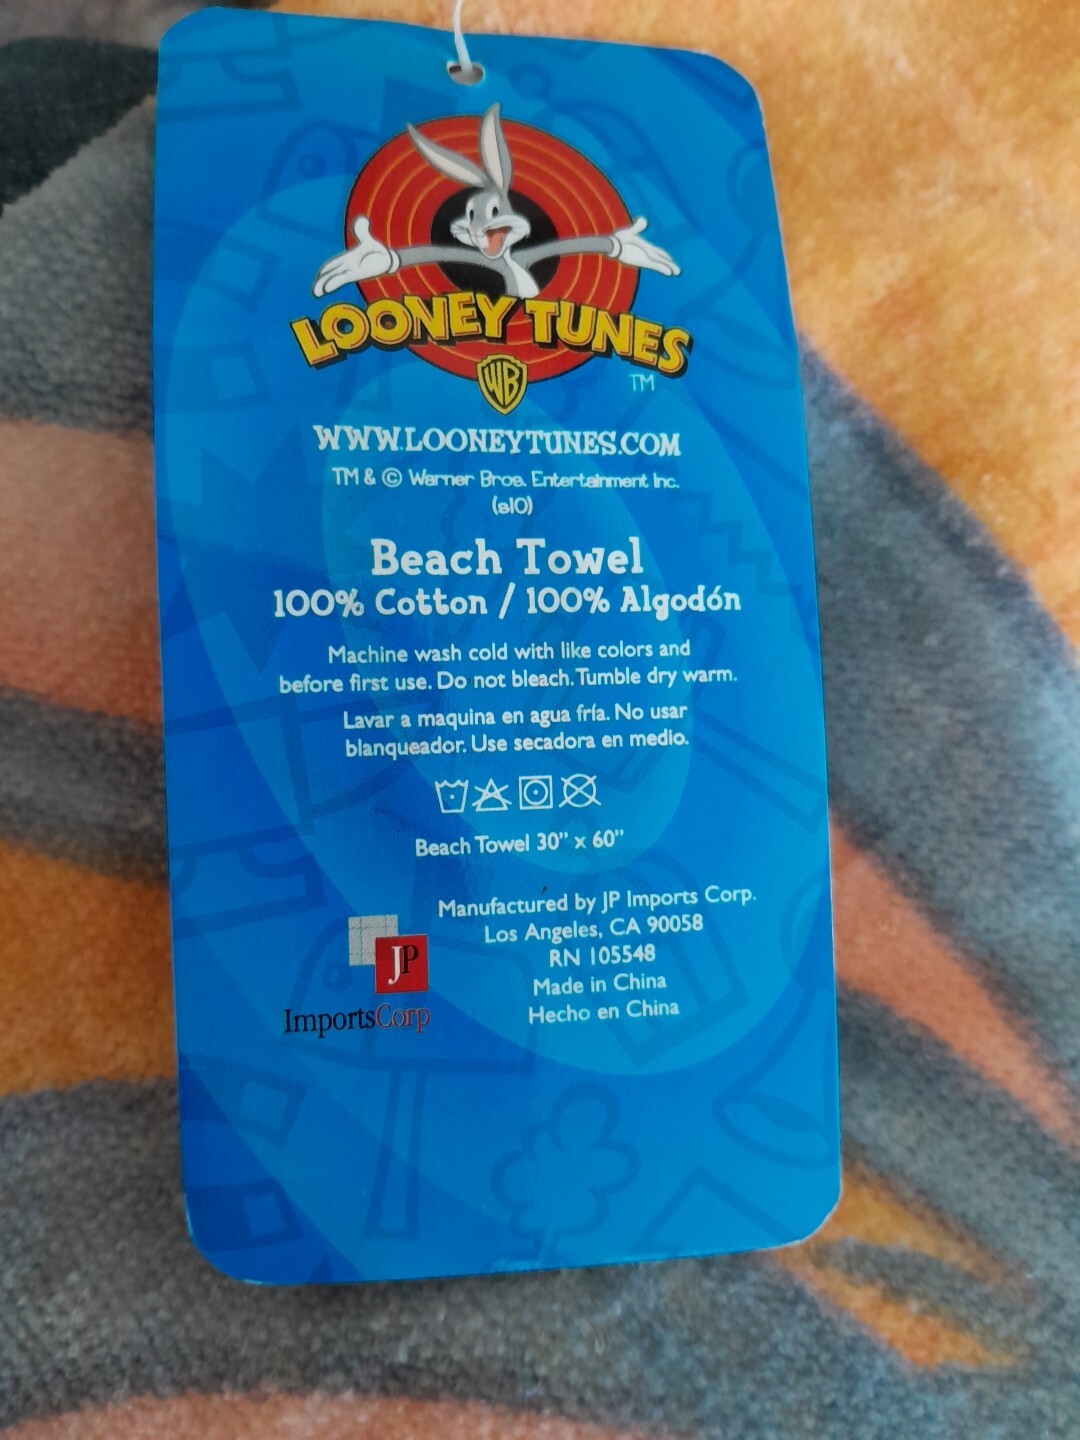 LOONEY TUNES
WB
TM
WWW.LOONEYTUNES.COM
TM & © Warner Bros. Entertainment Inc.
(s10)
Beach Towel
100% Cotton / 100% Algodón
Machine wash cold with like colors and
before first use. Do not bleach. Tumble dry warm.
Lavar a maquina en agua fría. No usar
blanqueador. Use secadora en medio.
Beach Towel 30" x 60"
Manufactured by JP Imports Corp.
Los Angeles, CA 90058
RN 105548
Made in China
Hecho en China
JP
ImportsCorp